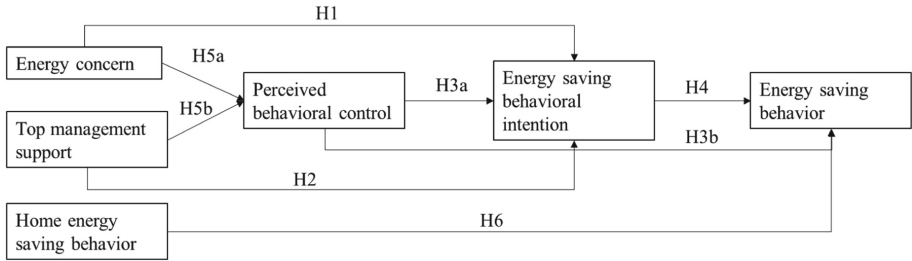 H1
Energy concern
H5a
Perceived
behavioral control
H3a
Energy saving
behavioral
intention
H4
Energy saving
behavior
H5b
Top management
support
H3b
H2
Home energy
saving behavior
H6